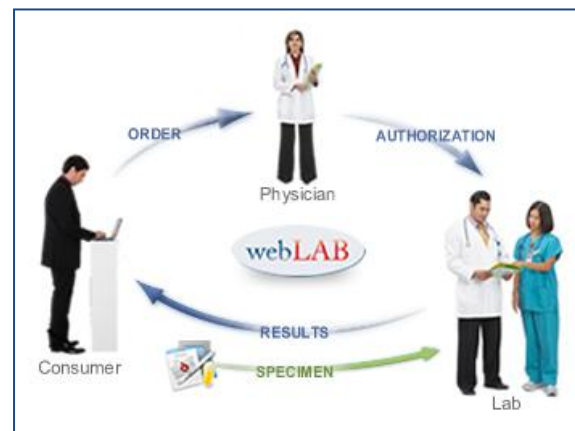 ORDER
AUTHORIZATION
Physician
webLAB
RESULTS
Consumer
SPECIMEN
Lab